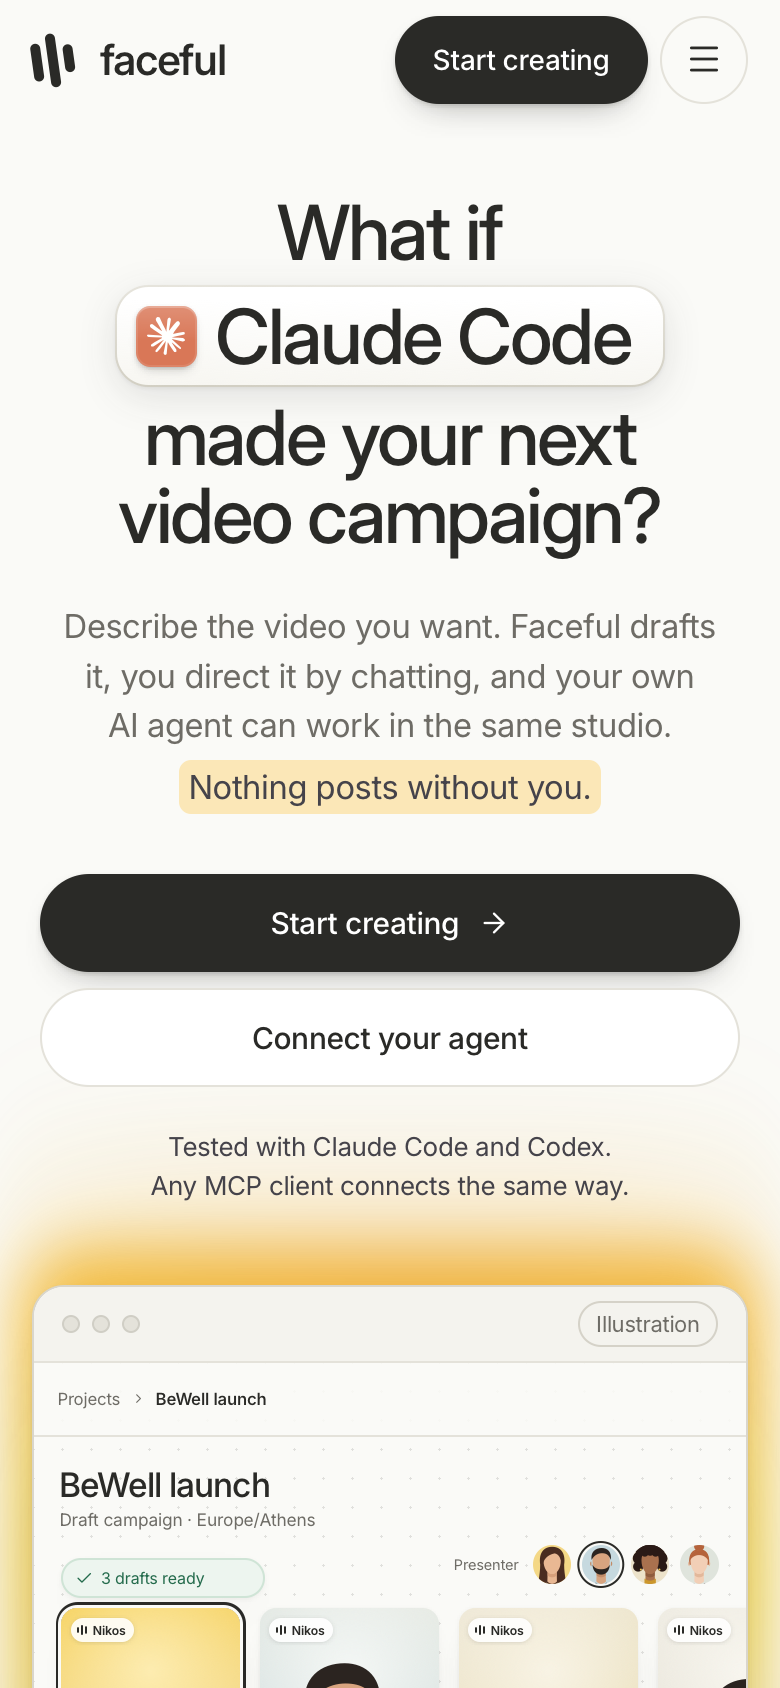 faceful
Start creating
What if
Claude Code
made your next
video campaign?
Describe the video you want. Faceful drafts
it, you direct it by chatting, and your own
AI agent can work in the same studio.
Nothing posts without you.
Start creating
Connect your agent
Tested with Claude Code and Codex.
Any MCP client connects the same way.
Illustration
Projects > BeWell launch
BeWell launch
Draft campaign · Europe/Athens
Presenter
3 drafts ready
Nikos
Nikos
Nikos
Nikos